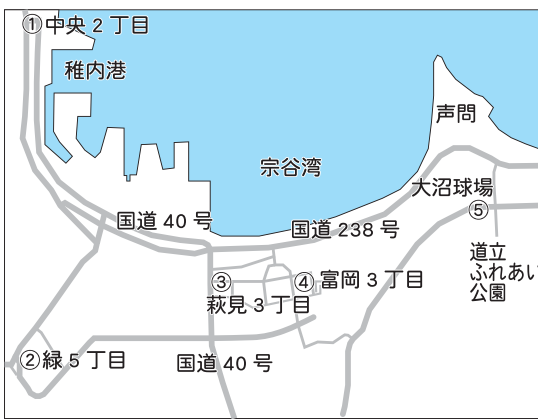 ①中央2丁目
稚内港
声問
宗谷湾
大沼球場
⑤
国道40号
国道238号
道立
ふれあい
公園
③
萩見3丁目
④富岡3丁目
②緑5丁目
国道40号